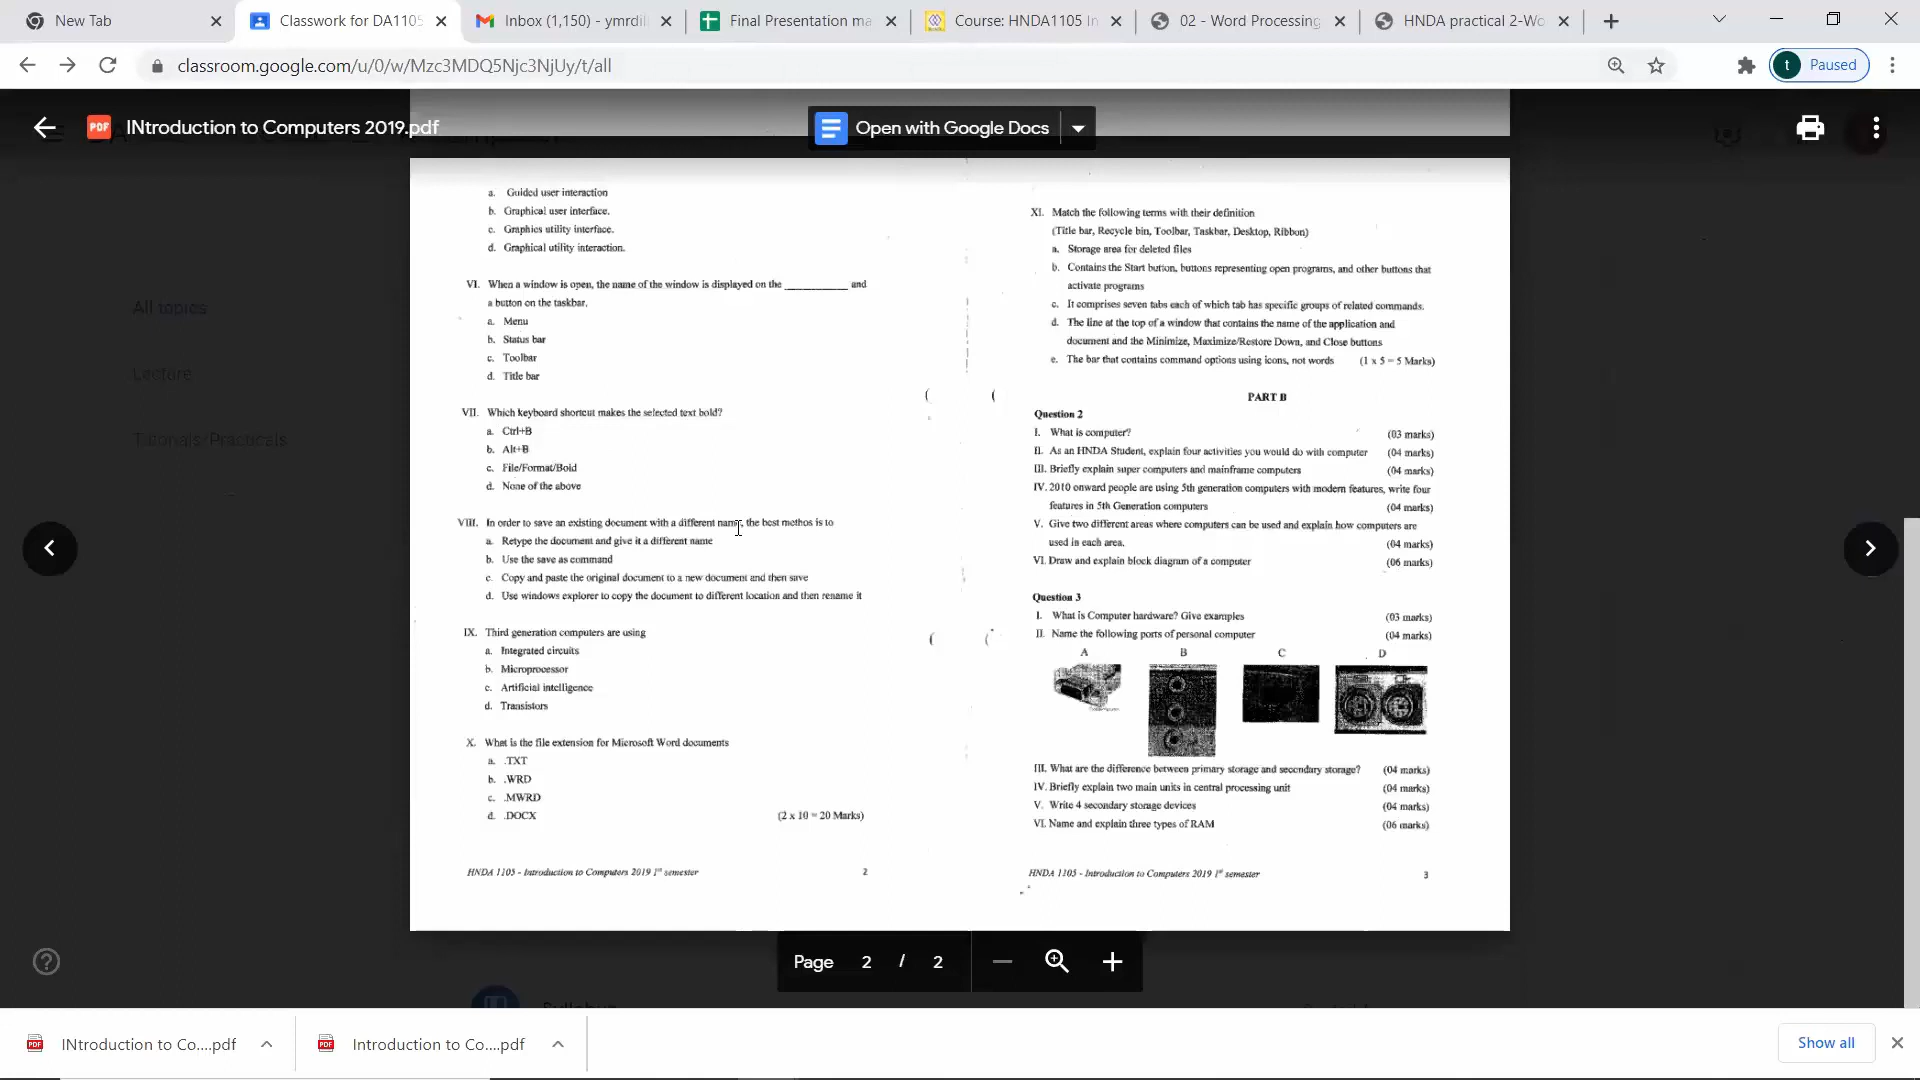 New Tab
Classwork for DA1105
Inbox (1,150) - ymrdil
Final Presentation ma
Course: HNDA1105 In
02 - Word Processing
HNDA practical 2-Wo
classroom.google.com/u/0/w/Mzc3MDQ5Njc3NjUy/t/all
t Paused
PDF INtroduction to Computers 2019.pdf
Open with Google Docs
All topics
Lecture
Tutorials/Practicals
a. Guided user interaction
b. Graphical user interface.
c. Graphics utility interface.
d. Graphical utility interaction.
VI. When a window is open, the name of the window is displayed on the ____________ and
a button on the taskbar.
a. Menu
b. Status bar
c. Toolbar
d. Title bar
VII. Which keyboard shortcut makes the selected text bold?
a. Ctrl+B
b. Alt+B
c. File/Format/Bold
d. None of the above
VIII. In order to save an existing document with a different name, the best methos is to
a. Retype the document and give it a different name
b. Use the save as command
c. Copy and paste the original document to a new document and then save
d. Use windows explorer to copy the document to different location and then rename it
IX. Third generation computers are using
a. Integrated circuits
b. Microprocessor
c. Artificial intelligence
d. Transistors
X. What is the file extension for Microsoft Word documents
a. .TXT
b. .WRD
c. .MWRD
d. .DOCX (2 x 10 = 20 Marks)
HNDA 1105 - Introduction to Computers 2019 1st semester 2
XI. Match the following terms with their definition
(Title bar, Recycle bin, Toolbar, Taskbar, Desktop, Ribbon)
a. Storage area for deleted files
b. Contains the Start button, buttons representing open programs, and other buttons that
activate programs
c. It comprises seven tabs each of which tab has specific groups of related commands.
d. The line at the top of a window that contains the name of the application and
document and the Minimize, Maximize/Restore Down, and Close buttons
e. The bar that contains command options using icons, not words (1 x 5 = 5 Marks)
PART B
Question 2
I. What is computer? (03 marks)
II. As an HNDA Student, explain four activities you would do with computer (04 marks)
III. Briefly explain super computers and mainframe computers (04 marks)
IV. 2010 onward people are using 5th generation computers with modern features, write four
features in 5th Generation computers (04 marks)
V. Give two different areas where computers can be used and explain how computers are
used in each area. (04 marks)
VI. Draw and explain block diagram of a computer (06 marks)
Question 3
I. What is Computer hardware? Give examples (03 marks)
II. Name the following ports of personal computer (04 marks)
A B C D
III. What are the difference between primary storage and secondary storage? (04 marks)
IV. Briefly explain two main units in central processing unit (04 marks)
V. Write 4 secondary storage devices (04 marks)
VI. Name and explain three types of RAM (06 marks)
HNDA 1105 - Introduction to Computers 2019 1st semester 3
Page 2 / 2
PDF INtroduction to Co....pdf
PDF Introduction to Co....pdf
Show all